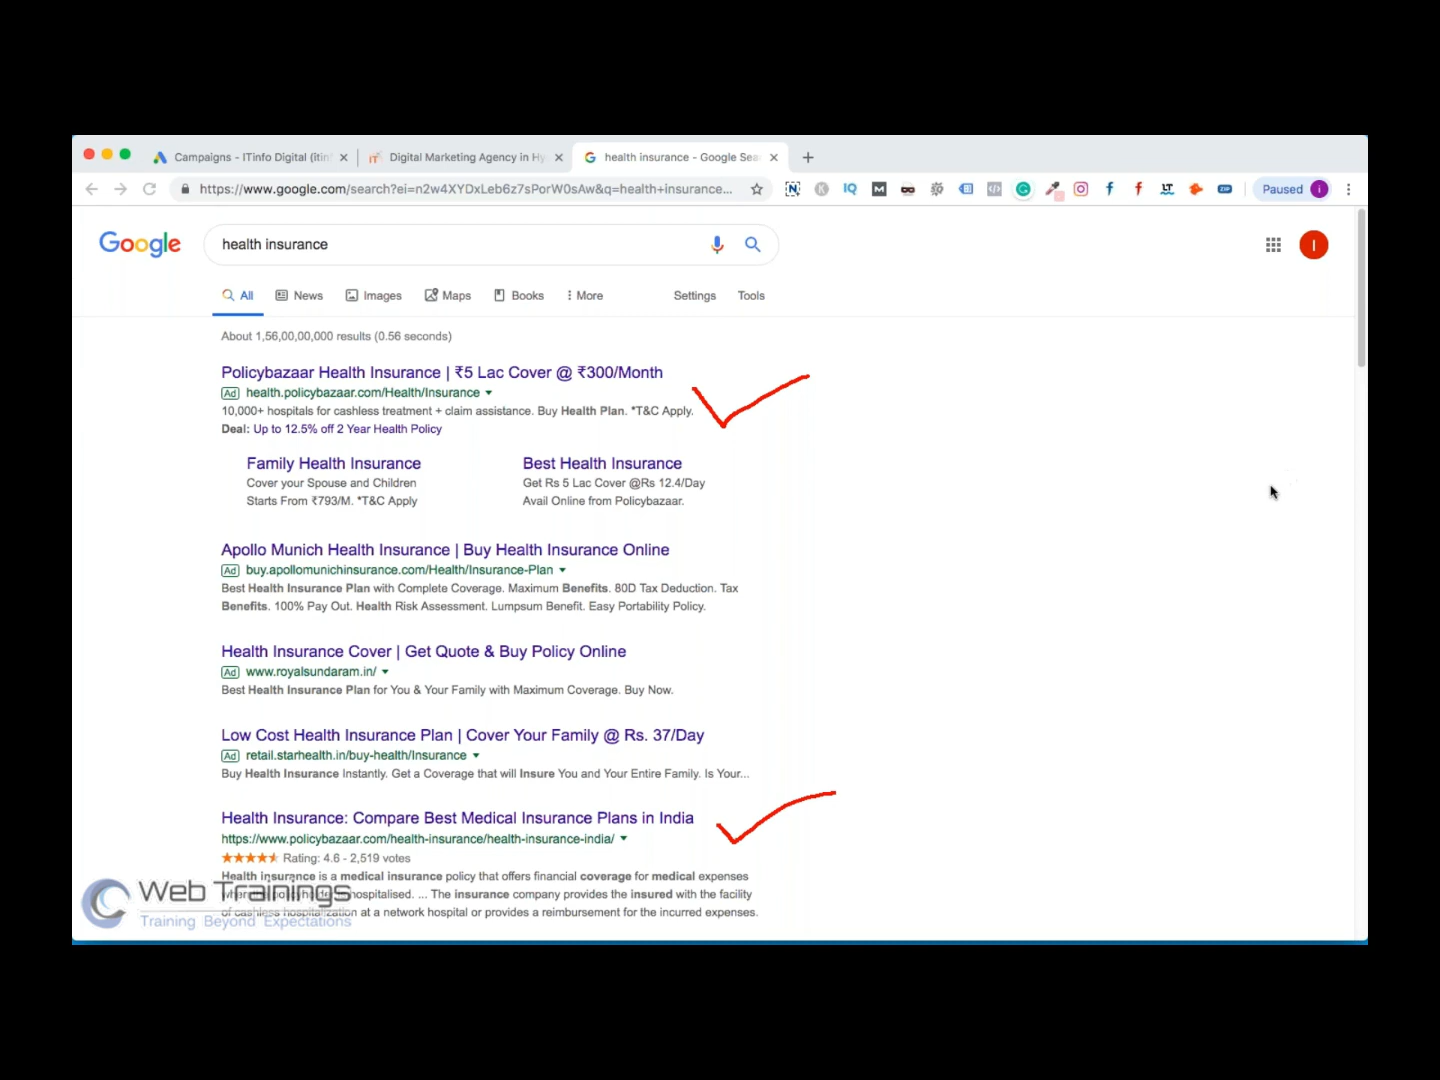 Campaigns - ITinfo Digital (itin
Digital Marketing Agency in Hy
health insurance - Google Sea
https://www.google.com/search?ei=n2w4XYDxLeb6z7sPorW0sAw&q=health+insurance...
Paused
Google
health insurance
All
News
Images
Maps
Books
More
Settings
Tools
About 1,56,00,00,000 results (0.56 seconds)
Policybazaar Health Insurance | ₹5 Lac Cover @ ₹300/Month
Ad health.policybazaar.com/Health/Insurance
10,000+ hospitals for cashless treatment + claim assistance. Buy Health Plan. *T&C Apply.
Deal: Up to 12.5% off 2 Year Health Policy
Family Health Insurance
Cover your Spouse and Children
Starts From ₹793/M. *T&C Apply
Best Health Insurance
Get Rs 5 Lac Cover @Rs 12.4/Day
Avail Online from Policybazaar.
Apollo Munich Health Insurance | Buy Health Insurance Online
Ad buy.apollomunichinsurance.com/Health/Insurance-Plan
Best Health Insurance Plan with Complete Coverage. Maximum Benefits. 80D Tax Deduction. Tax
Benefits. 100% Pay Out. Health Risk Assessment. Lumpsum Benefit. Easy Portability Policy.
Health Insurance Cover | Get Quote & Buy Policy Online
Ad www.royalsundaram.in/
Best Health Insurance Plan for You & Your Family with Maximum Coverage. Buy Now.
Low Cost Health Insurance Plan | Cover Your Family @ Rs. 37/Day
Ad retail.starhealth.in/buy-health/Insurance
Buy Health Insurance Instantly. Get a Coverage that will Insure You and Your Entire Family. Is Your...
Health Insurance: Compare Best Medical Insurance Plans in India
https://www.policybazaar.com/health-insurance/health-insurance-india/
Rating: 4.6 - 2,519 votes
Health insurance is a medical insurance policy that offers financial coverage for medical expenses
hospitalised. ... The insurance company provides the insured with the facility
of cashless hospitalization at a network hospital or provides a reimbursement for the incurred expenses.
Web Trainings
Training Beyond Expectations